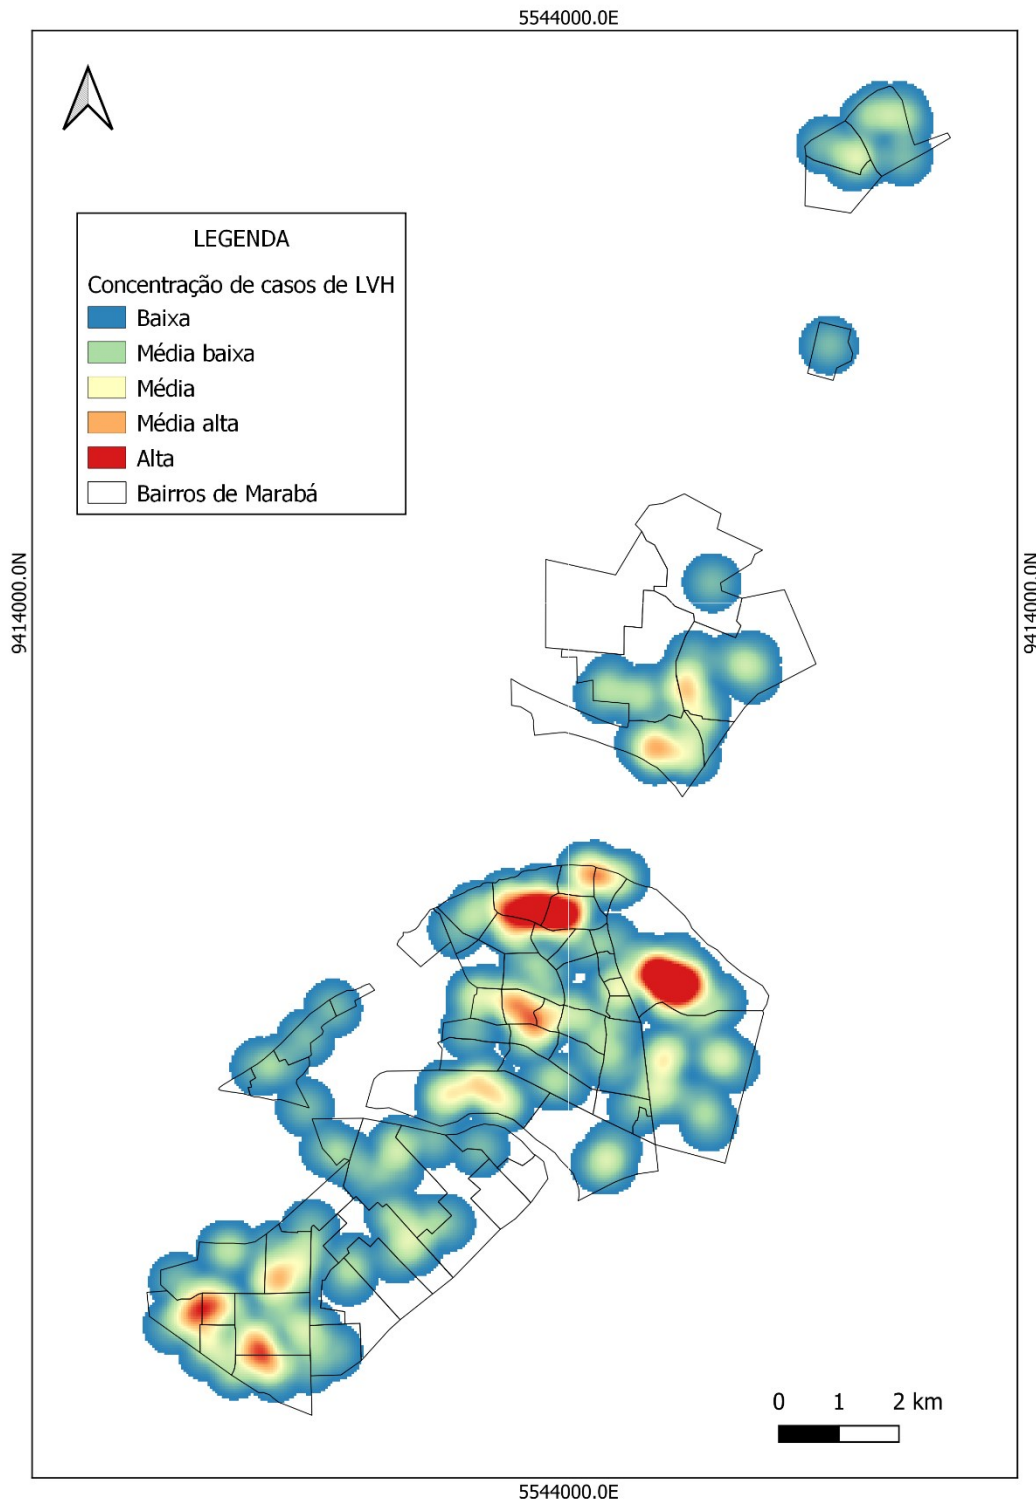 5544000.0E
LEGENDA
Concentração de casos de LVH
Baixa
Média baixa
Média
Média alta
Alta
Bairros de Marabá
9414000.0N
9414000.0N
0 1 2 km
5544000.0E